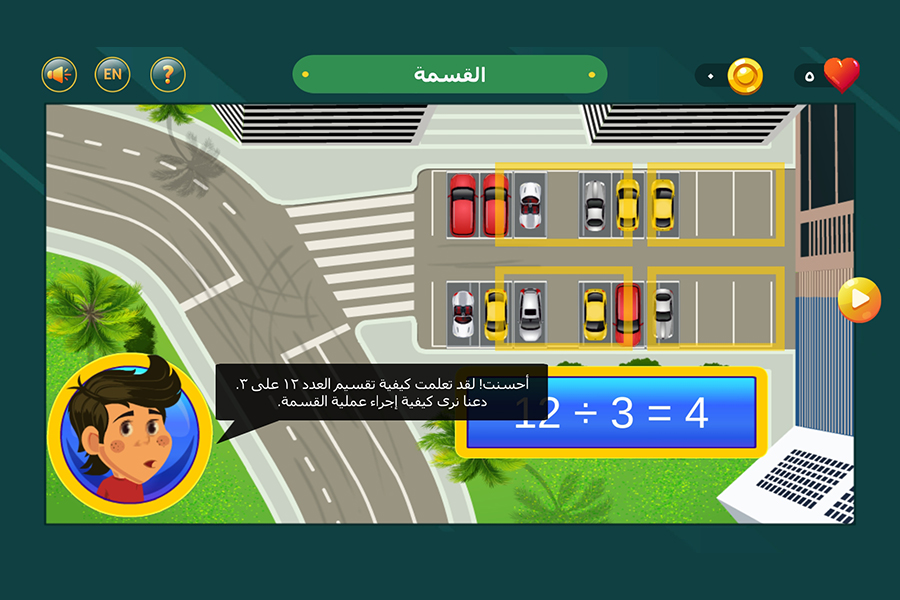 EN
?
القسمة
٠
٥
أحسنت! لقد تعلمت كيفية تقسيم العدد ١٢ على ٣.
دعنا نرى كيفية إجراء عملية القسمة.
12 ÷ 3 = 4